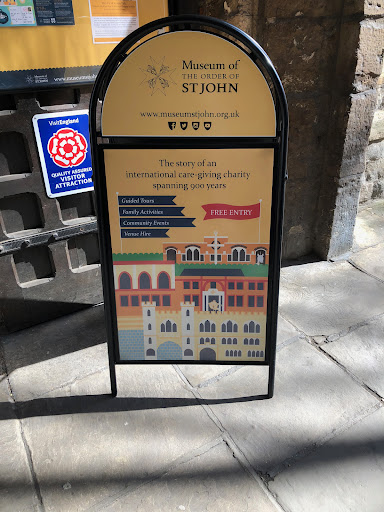 Museum of
THE ORDER OF
ST JOHN
www.museumstjohn.org.uk
The story of an
international care-giving charity
spanning 900 years
Guided Tours
Family Activities
Community Events
Venue Hire
FREE ENTRY
VisitEngland
QUALITY ASSURED
VISITOR
ATTRACTION